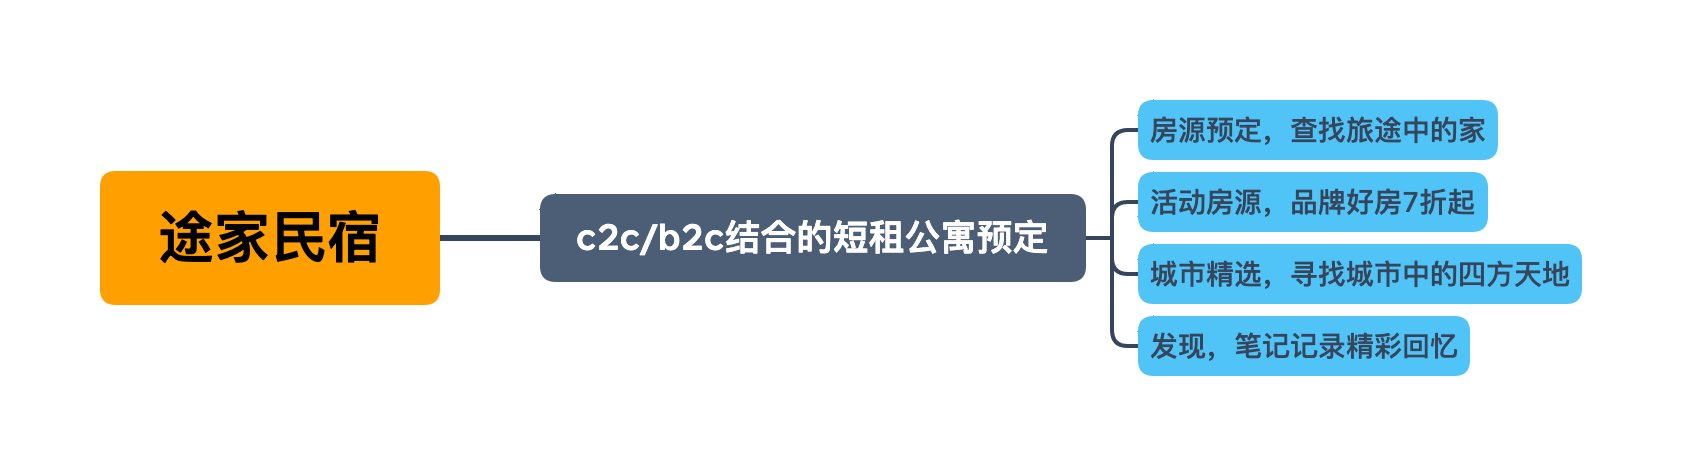 途家民宿
c2c/b2c结合的短租公寓预定
房源预定，查找旅途中的家
活动房源，品牌好房7折起
城市精选，寻找城市中的四方天地
发现，笔记记录精彩回忆